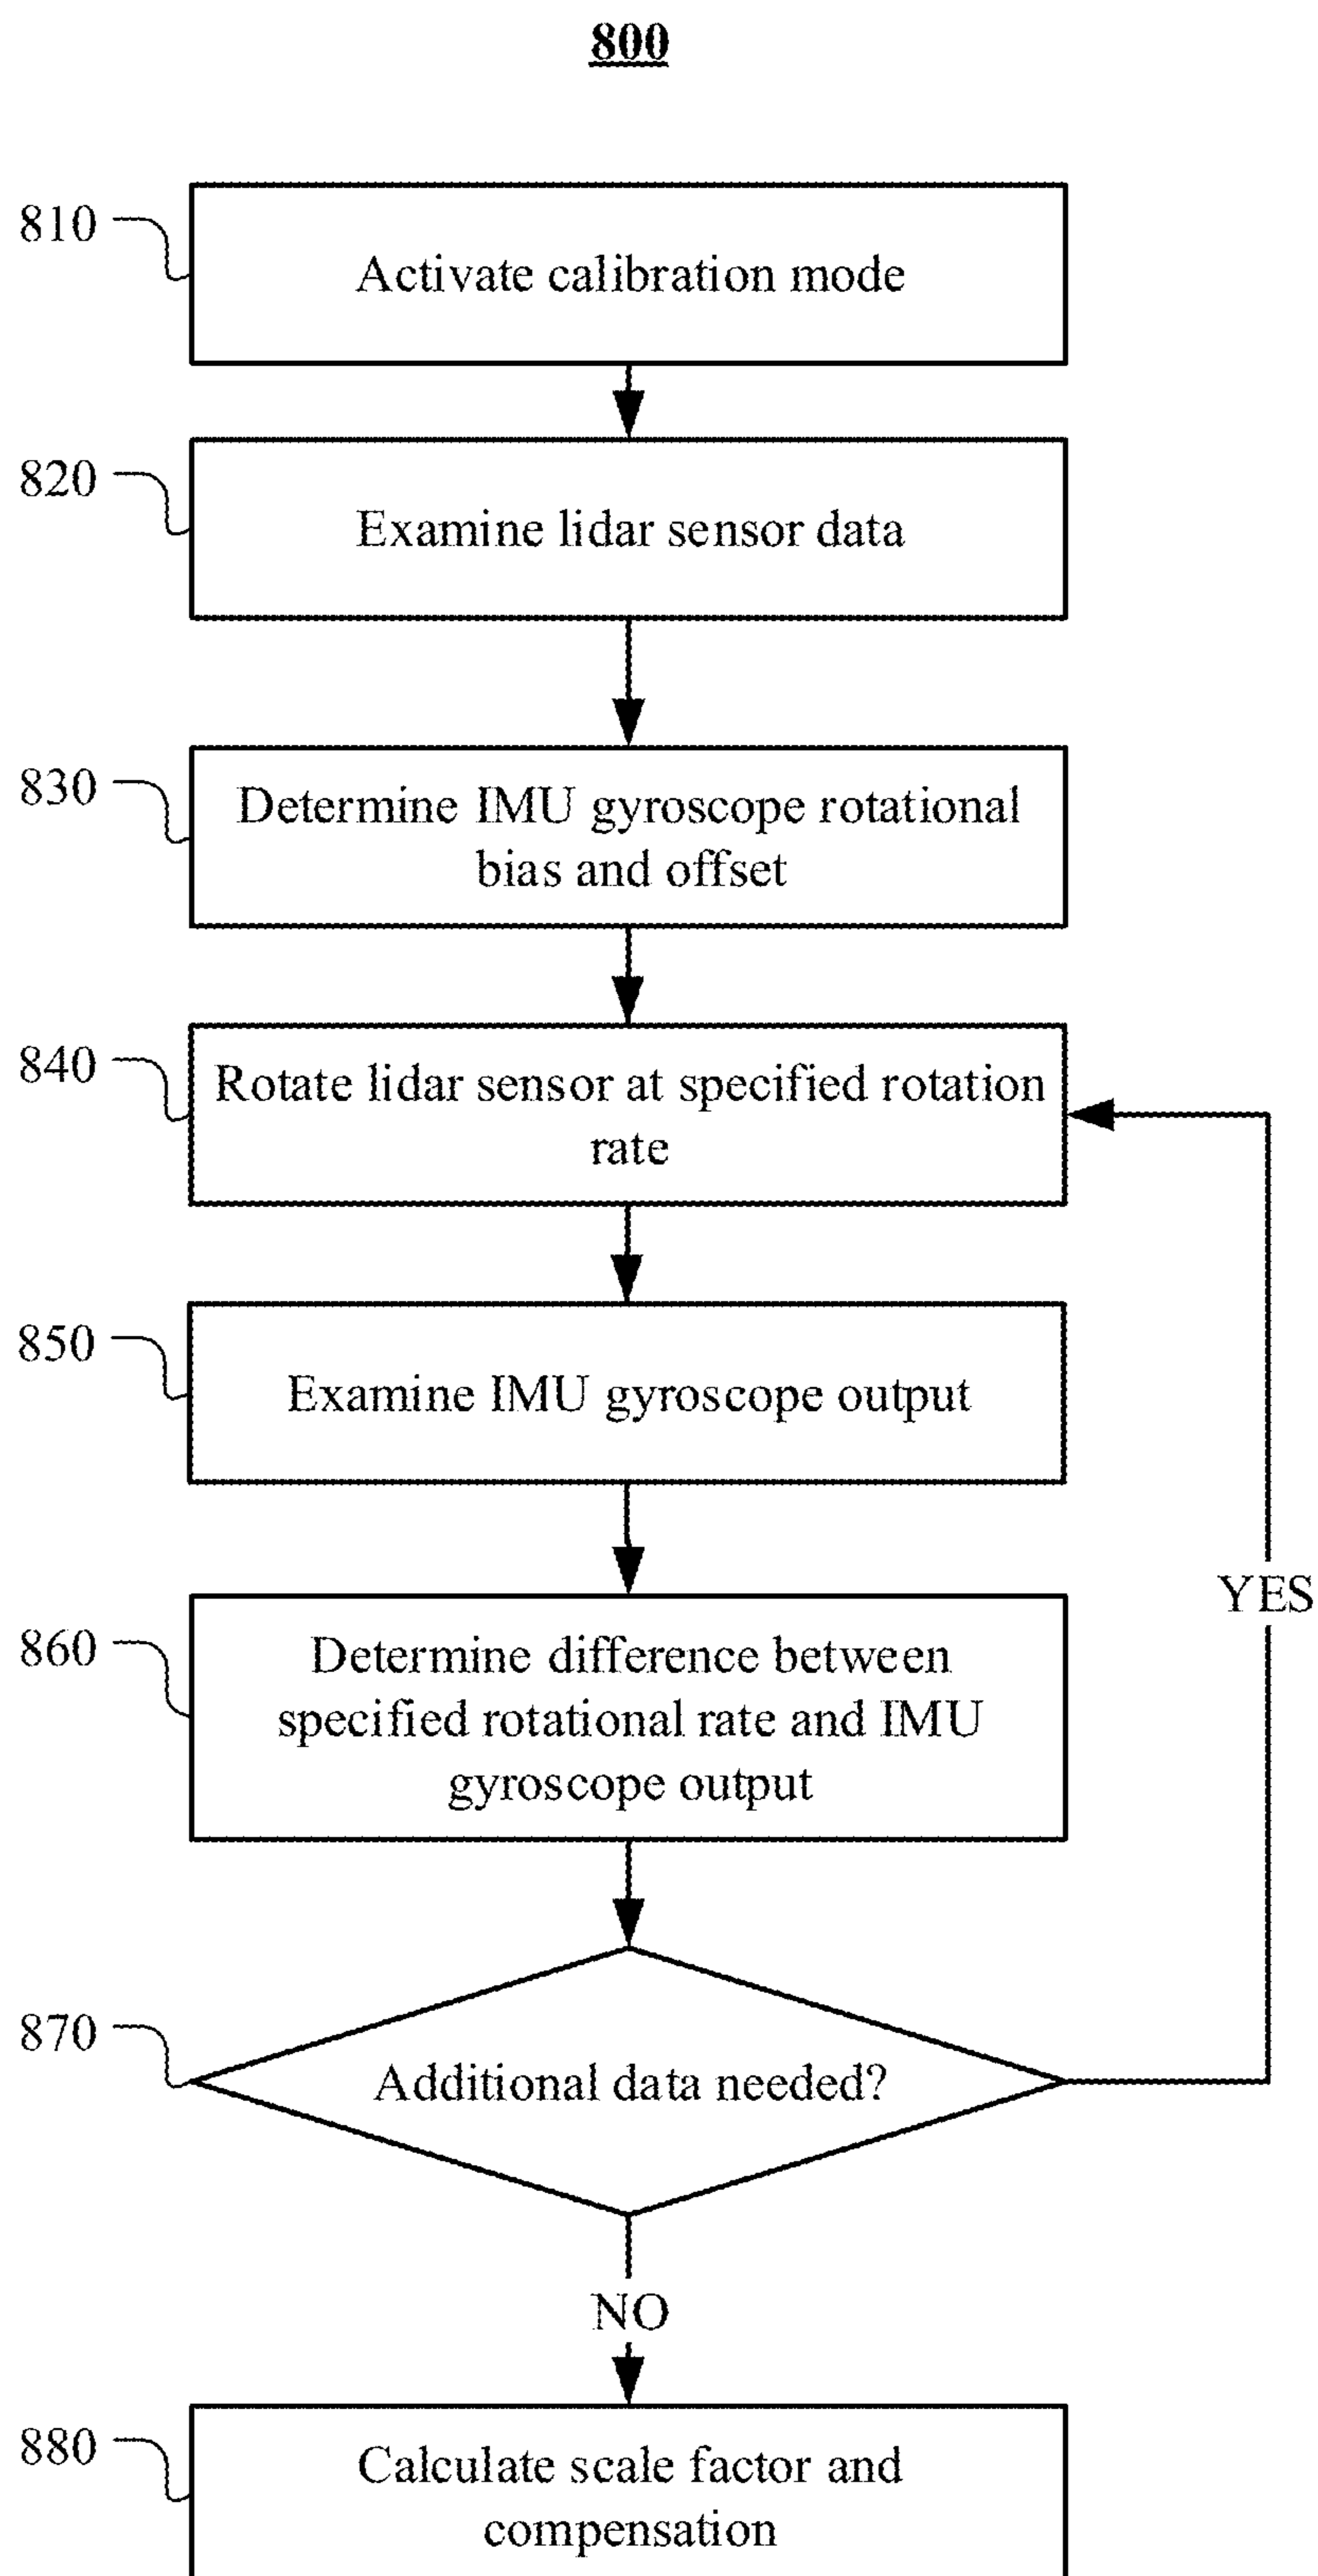 800
810
Activate calibration mode
820
Examine lidar sensor data
830
Determine IMU gyroscope rotational
bias and offset
840
Rotate lidar sensor at specified rotation
rate
850
Examine IMU gyroscope output
860
Determine difference between
specified rotational rate and IMU
gyroscope output
YES
870
Additional data needed?
NO
880
Calculate scale factor and
compensation